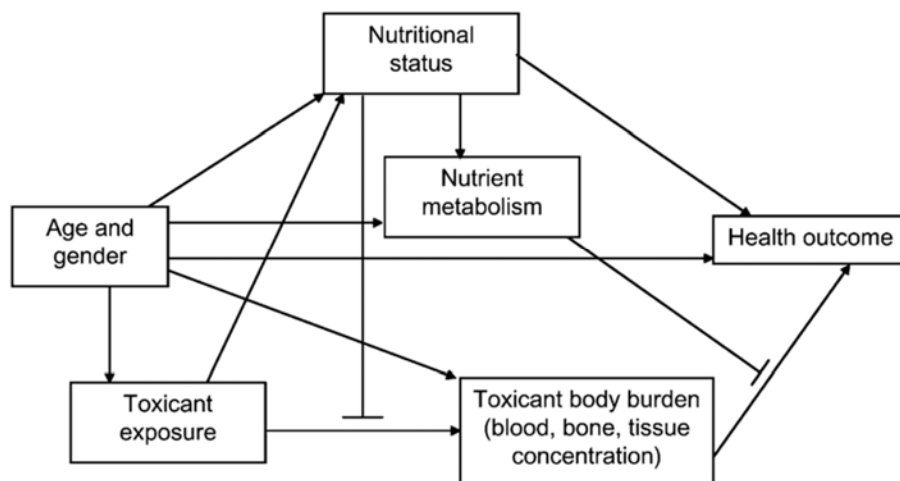 Nutritional
status
Nutrient
metabolism
Age and
gender
Health outcome
Toxicant
exposure
Toxicant body burden
(blood, bone, tissue
concentration)